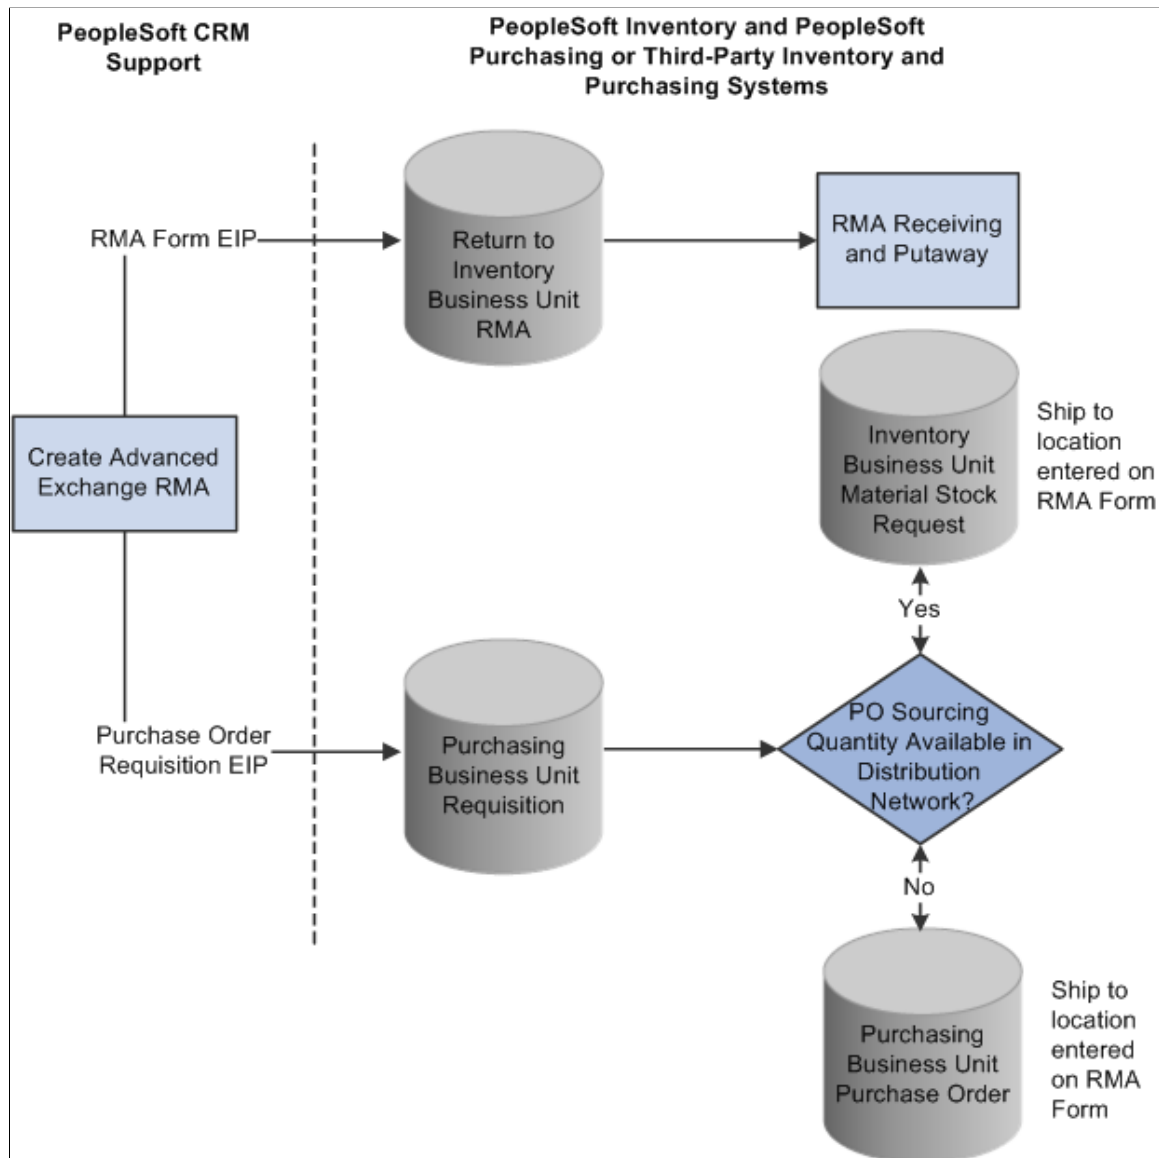 PeopleSoft CRM
Support
PeopleSoft Inventory and PeopleSoft
Purchasing or Third-Party Inventory and
Purchasing Systems
RMA Form EIP
Return to
Inventory
Business Unit
RMA
RMA Receiving
and Putaway
Create Advanced
Exchange RMA
Inventory
Business Unit
Material Stock
Request
Ship to
location
entered on
RMA Form
Yes
Purchase Order
Requisition EIP
Purchasing
Business Unit
Requisition
PO Sourcing
Quantity Available in
Distribution
Network?
No
Purchasing
Business Unit
Purchase Order
Ship to
location
entered
on RMA
Form